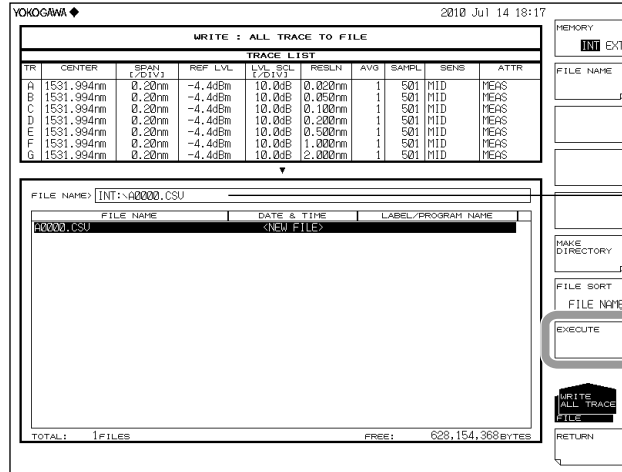 YOKOGAWA ◆ 2010 Jul 14 18:17
WRITE : ALL TRACE TO FILE
TRACE LIST
TR CENTER SPAN [/DIV] REF LVL LVL SCL [/DIV] RESLN AVG SAMPL SENS ATTR
A 1531.994nm 0.20nm -4.4dBm 10.0dB 0.020nm 1 501 MID MEAS
B 1531.994nm 0.20nm -4.4dBm 10.0dB 0.050nm 1 501 MID MEAS
C 1531.994nm 0.20nm -4.4dBm 10.0dB 0.100nm 1 501 MID MEAS
D 1531.994nm 0.20nm -4.4dBm 10.0dB 0.200nm 1 501 MID MEAS
E 1531.994nm 0.20nm -4.4dBm 10.0dB 0.500nm 1 501 MID MEAS
F 1531.994nm 0.20nm -4.4dBm 10.0dB 1.000nm 1 501 MID MEAS
G 1531.994nm 0.20nm -4.4dBm 10.0dB 2.000nm 1 501 MID MEAS
FILE NAME> INT:\A0000.CSV
FILE NAME DATE & TIME LABEL/PROGRAM NAME
A0000.CSV <NEW FILE>
TOTAL: 1FILES FREE: 628,154,368BYTES
MEMORY
INT EXT
FILE NAME
MAKE
DIRECTORY
FILE SORT
FILE NAME
EXECUTE
WRITE
ALL TRACE
FILE
RETURN